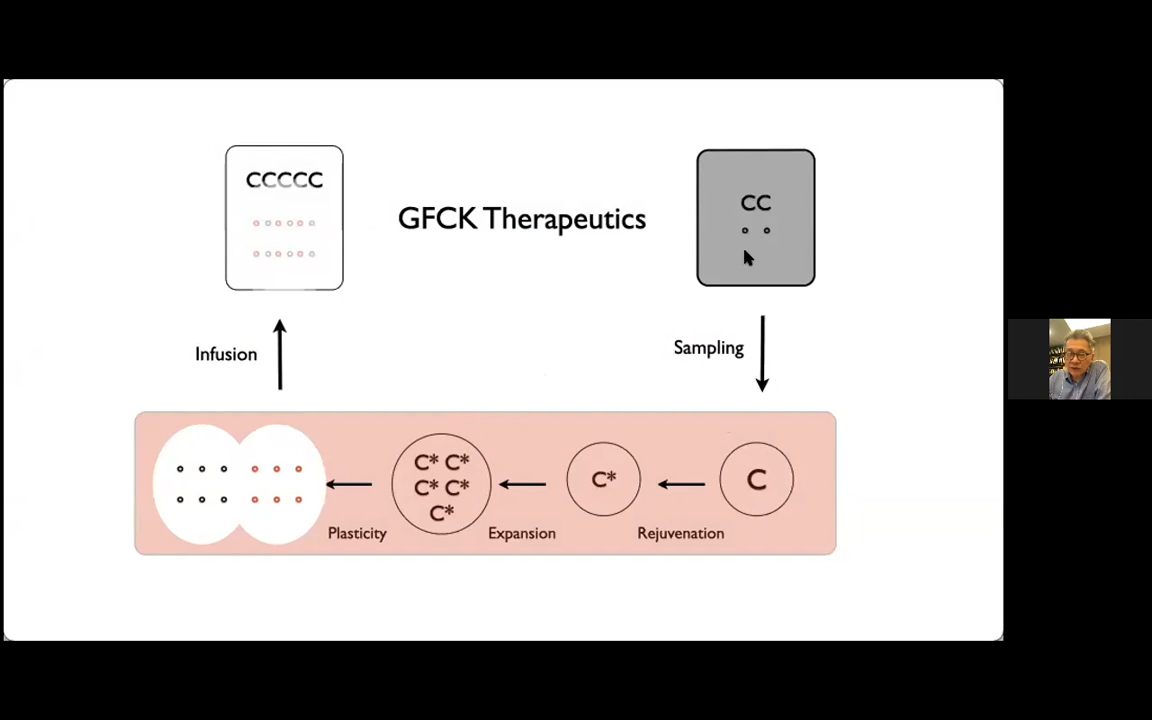 CCCCC
GFCK Therapeutics
CC
Infusion
Sampling
C* C*
C* C*
C*
C*
C
Plasticity
Expansion
Rejuvenation